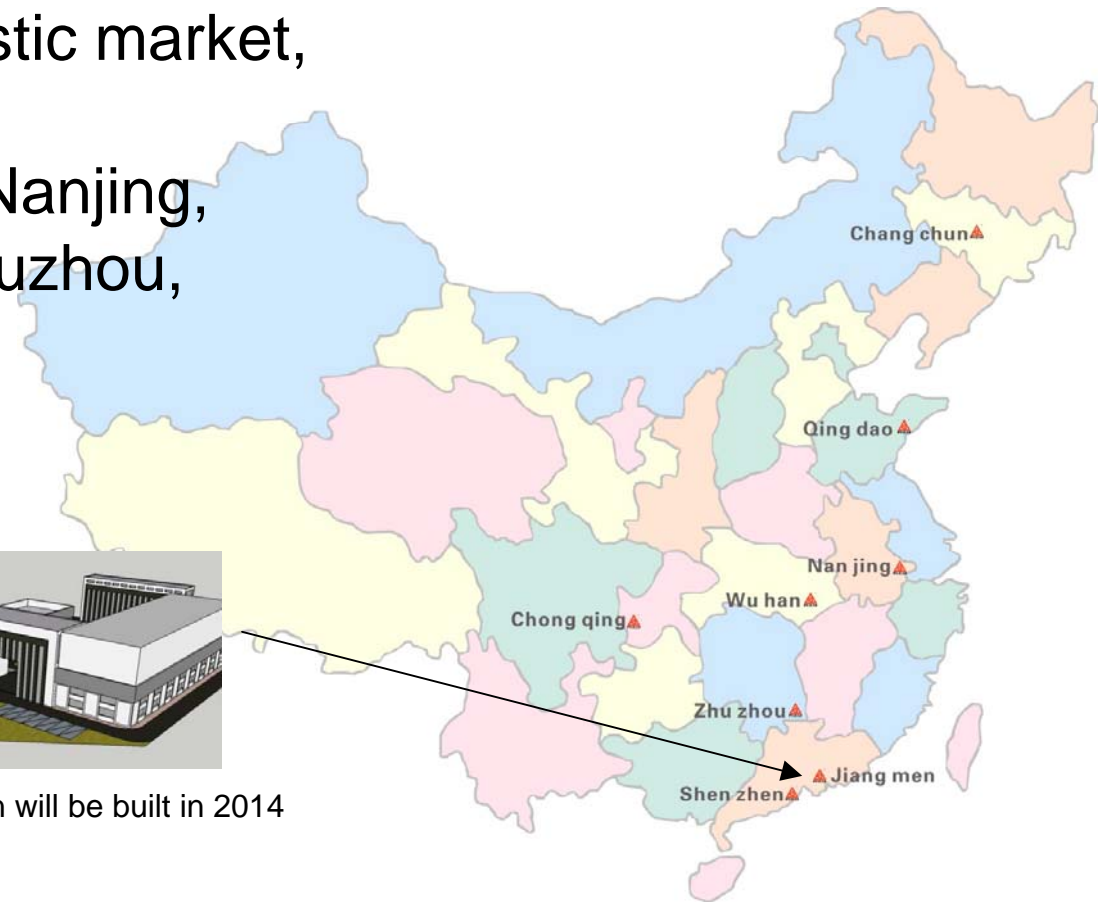 stic market,
Nanjing,
uzhou,
Chang chun
Qing dao
Nan jing
Wu han
Chong qing
Zhu zhou
Jiang men
Shen zhen
n will be built in 2014